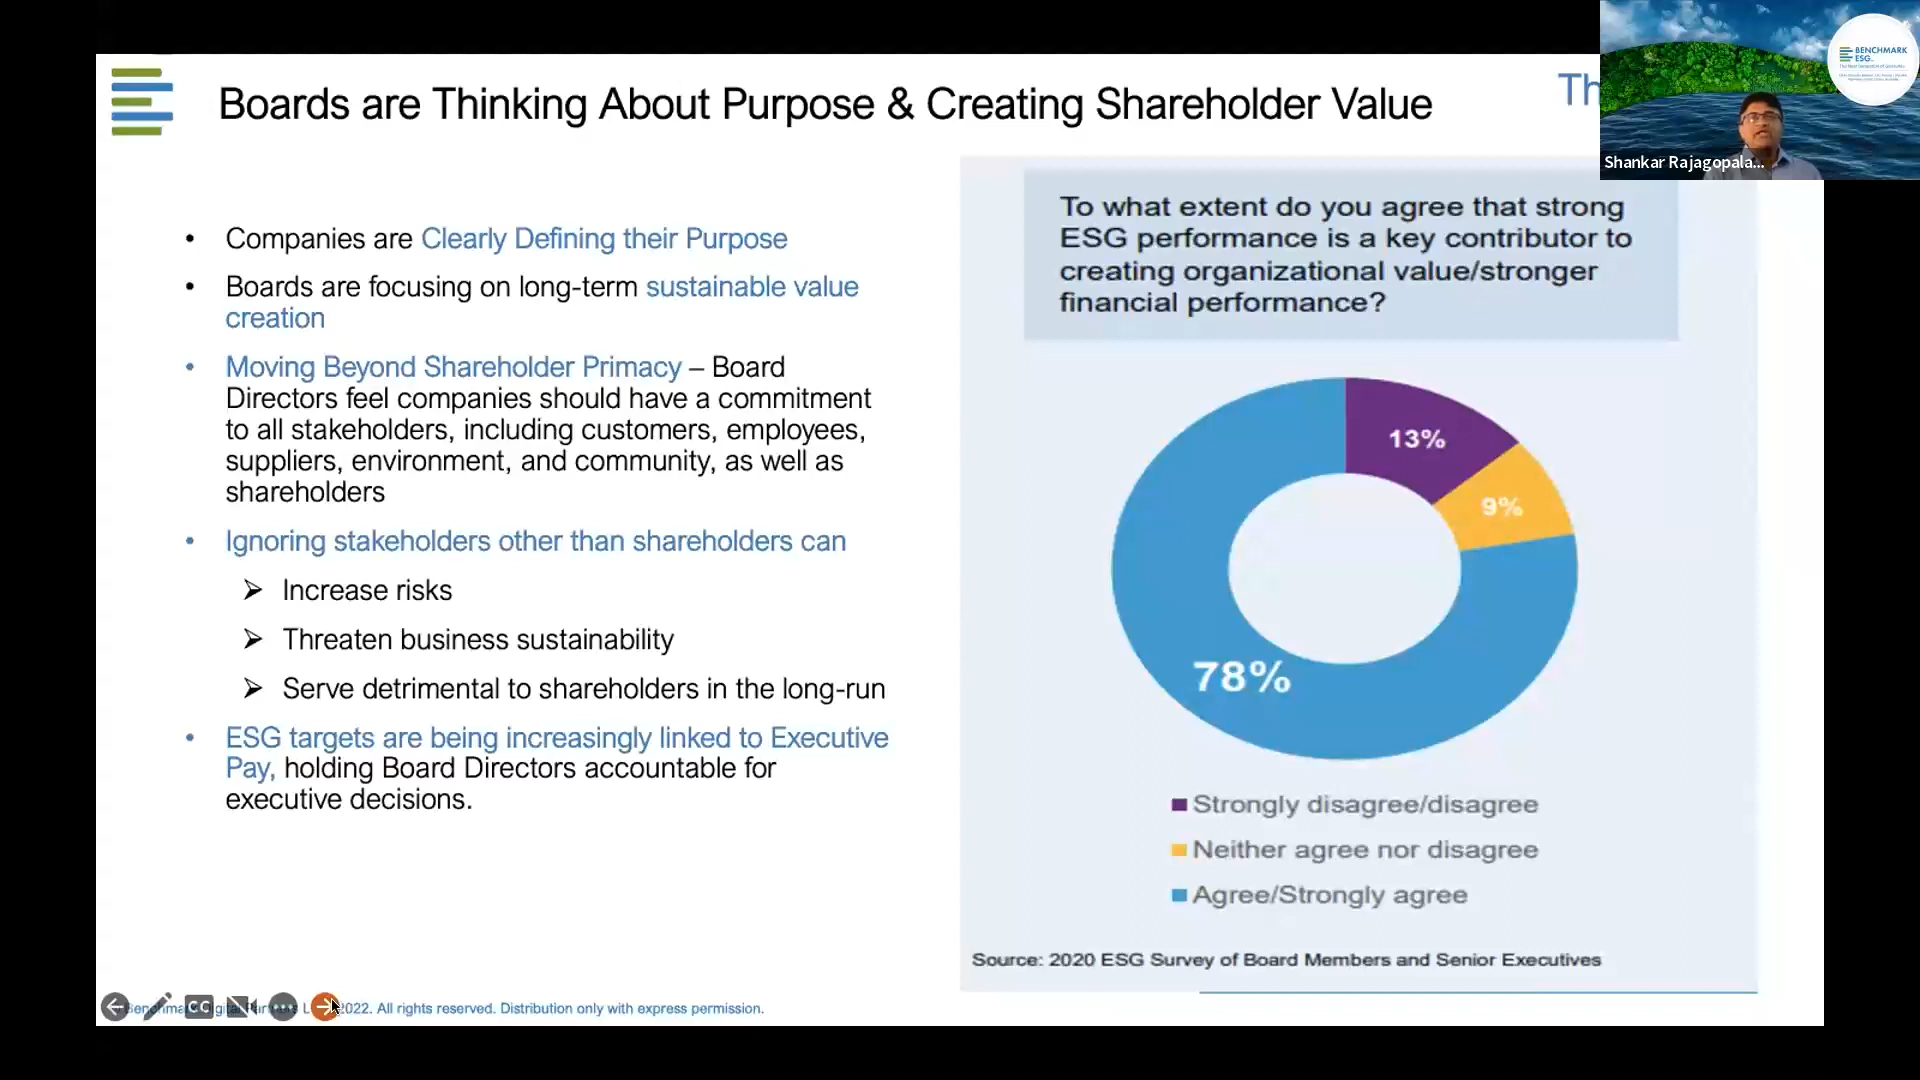 Boards are Thinking About Purpose & Creating Shareholder Value
Th
BENCHMARK
ESG
Shankar Rajagopala...
• Companies are Clearly Defining their Purpose
• Boards are focusing on long-term sustainable value
creation
• Moving Beyond Shareholder Primacy – Board
Directors feel companies should have a commitment
to all stakeholders, including customers, employees,
suppliers, environment, and community, as well as
shareholders
• Ignoring stakeholders other than shareholders can
➢ Increase risks
➢ Threaten business sustainability
➢ Serve detrimental to shareholders in the long-run
• ESG targets are being increasingly linked to Executive
Pay, holding Board Directors accountable for
executive decisions.
To what extent do you agree that strong
ESG performance is a key contributor to
creating organizational value/stronger
financial performance?
13%
9%
78%
Strongly disagree/disagree
Neither agree nor disagree
Agree/Strongly agree
Source: 2020 ESG Survey of Board Members and Senior Executives
CC
2022. All rights reserved. Distribution only with express permission.